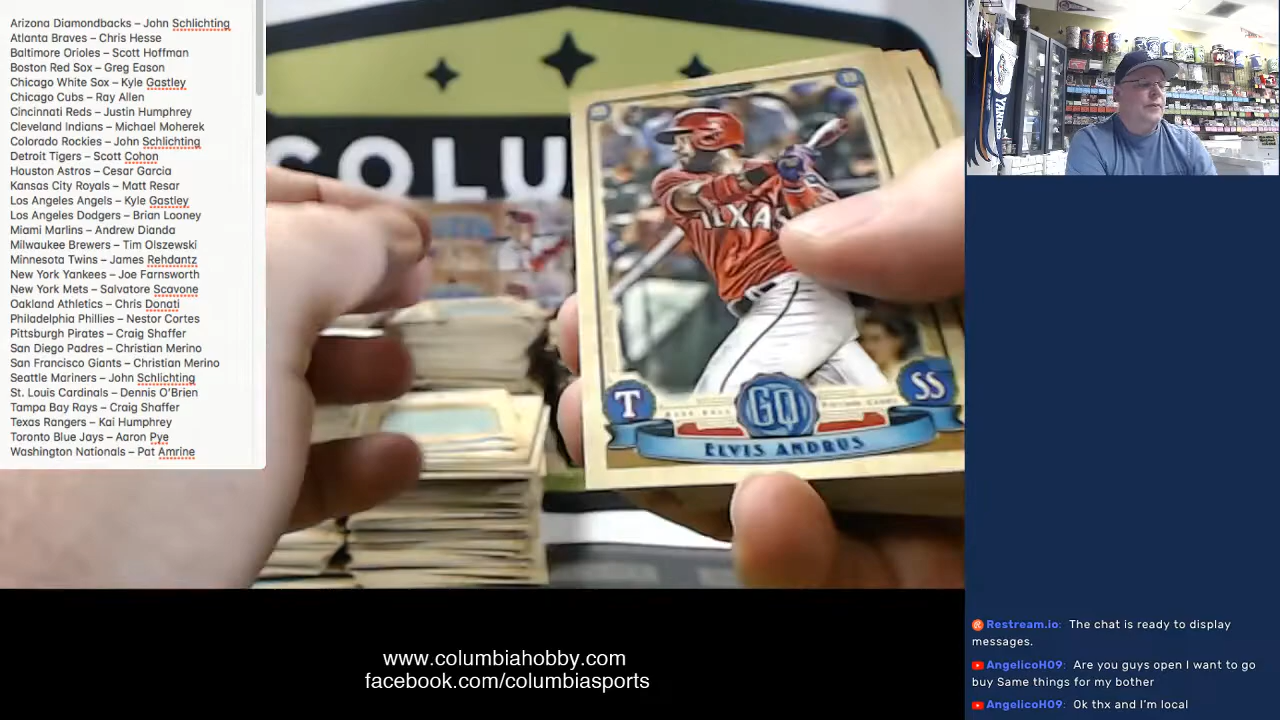 Arizona Diamondbacks – John Schlichting
Atlanta Braves – Chris Hesse
Baltimore Orioles – Scott Hoffman
Boston Red Sox – Greg Eason
Chicago White Sox – Kyle Gastley
Chicago Cubs – Ray Allen
Cincinnati Reds – Justin Humphrey
Cleveland Indians – Michael Moherek
Colorado Rockies – John Schlichting
Detroit Tigers – Scott Cohon
Houston Astros – Cesar Garcia
Kansas City Royals – Matt Resar
Los Angeles Angels – Kyle Gastley
Los Angeles Dodgers – Brian Looney
Miami Marlins – Andrew Dianda
Milwaukee Brewers – Tim Olszewski
Minnesota Twins – James Rehdantz
New York Yankees – Joe Farnsworth
New York Mets – Salvatore Scavone
Oakland Athletics – Chris Donati
Philadelphia Phillies – Nestor Cortes
Pittsburgh Pirates – Craig Shaffer
San Diego Padres – Christian Merino
San Francisco Giants – Christian Merino
Seattle Mariners – John Schlichting
St. Louis Cardinals – Dennis O'Brien
Tampa Bay Rays – Craig Shaffer
Texas Rangers – Kai Humphrey
Toronto Blue Jays – Aaron Pye
Washington Nationals – Pat Amrine
COLU
TEXAS
T
GQ
SS
ELVIS ANDRUS
www.columbiahobby.com
facebook.com/columbiasports
Restream.io: The chat is ready to display
messages.
AngelicoH09: Are you guys open I want to go
buy Same things for my bother
AngelicoH09: Ok thx and I'm local